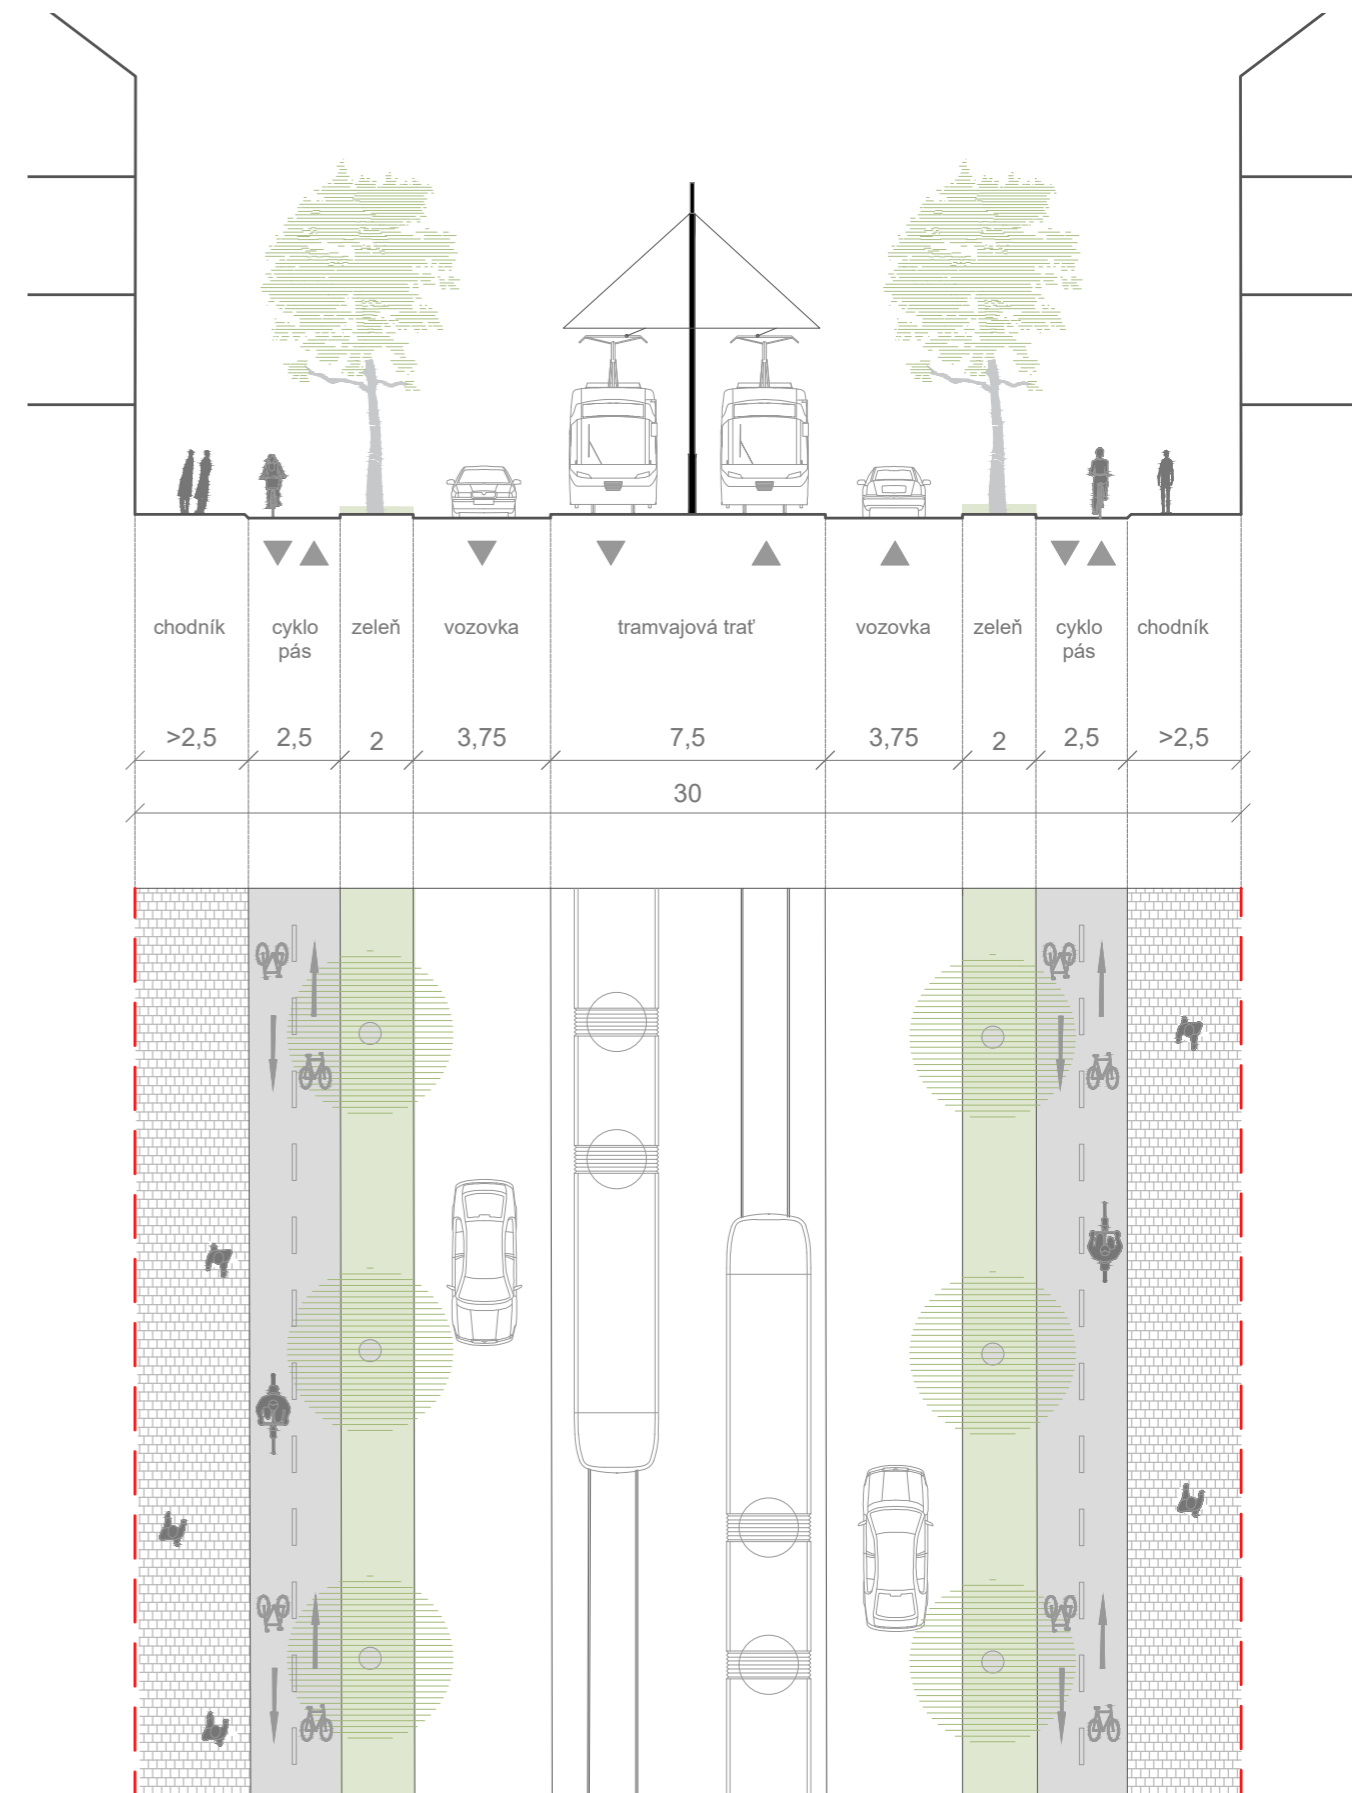 chodník cyklo zeleň vozovka tramvajová trať vozovka zeleň cyklo chodník
pás pás
>2,5 2,5 2 3,75 7,5 3,75 2 2,5 >2,5
30